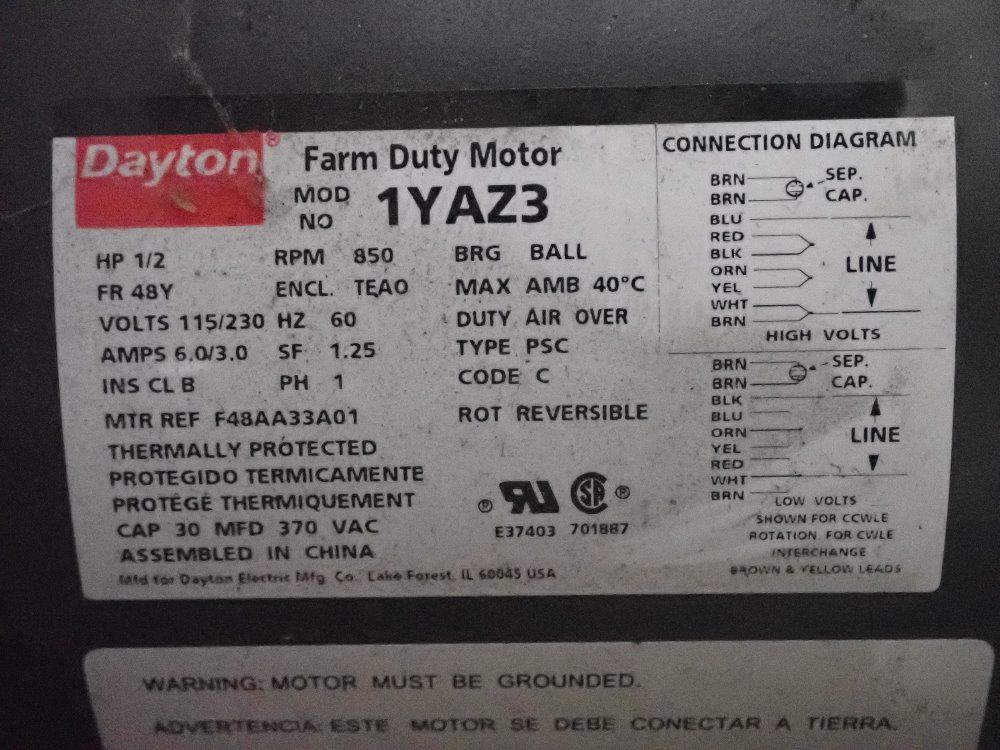 Dayton®
Farm Duty Motor
MOD NO 1YAZ3
HP 1/2 RPM 850 BRG BALL
FR 48Y ENCL. TEAO MAX AMB 40°C
VOLTS 115/230 HZ 60 DUTY AIR OVER
AMPS 6.0/3.0 SF 1.25 TYPE PSC
INS CL B PH 1 CODE C
MTR REF F48AA33A01 ROT REVERSIBLE
THERMALLY PROTECTED
PROTEGIDO TERMICAMENTE
PROTÉGÉ THERMIQUEMENT
CAP 30 MFD 370 VAC
ASSEMBLED IN CHINA
Mfd for Dayton Electric Mfg. Co. Lake Forest, IL 60045 USA
® RU SA ®
E37403 701887
CONNECTION DIAGRAM
BRN SEP.
BRN CAP.
BLU
RED
BLK LINE
ORN
YEL
WHT
BRN
HIGH VOLTS
BRN SEP.
BRN CAP.
BLK
BLU
ORN LINE
YEL
RED
WHT
BRN
LOW VOLTS
SHOWN FOR CCWLE
ROTATION. FOR CWLE
INTERCHANGE
BROWN & YELLOW LEADS
WARNING: MOTOR MUST BE GROUNDED.
ADVERTENCIA: ESTE MOTOR SE DEBE CONECTAR A TIERRA.